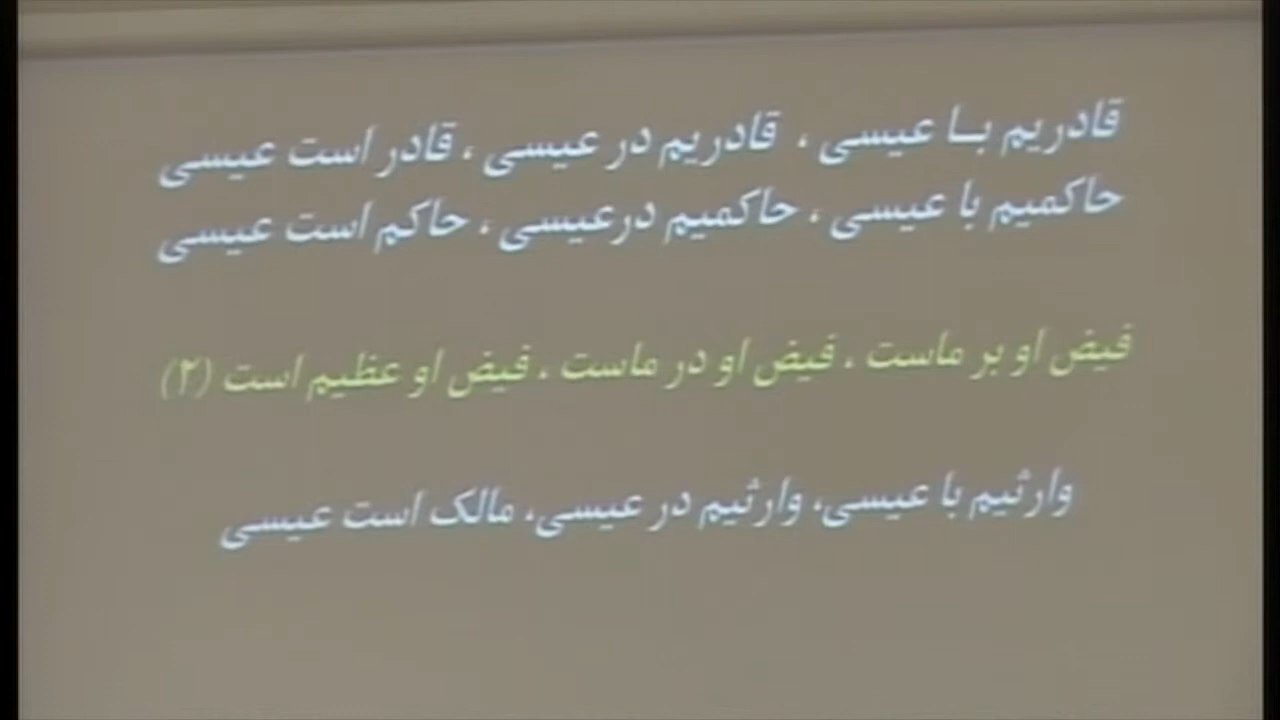 قادریم با عیسی ، قادریم در عیسی ، قادر است عیسی
حاکمیم با عیسی ، حاکمیم درعیسی ، حاکم است عیسی
فیض او بر ماست ، فیض او در ماست ، فیض او عظیم است (۲)
وارثیم با عیسی، وارثیم در عیسی، مالک است عیسی